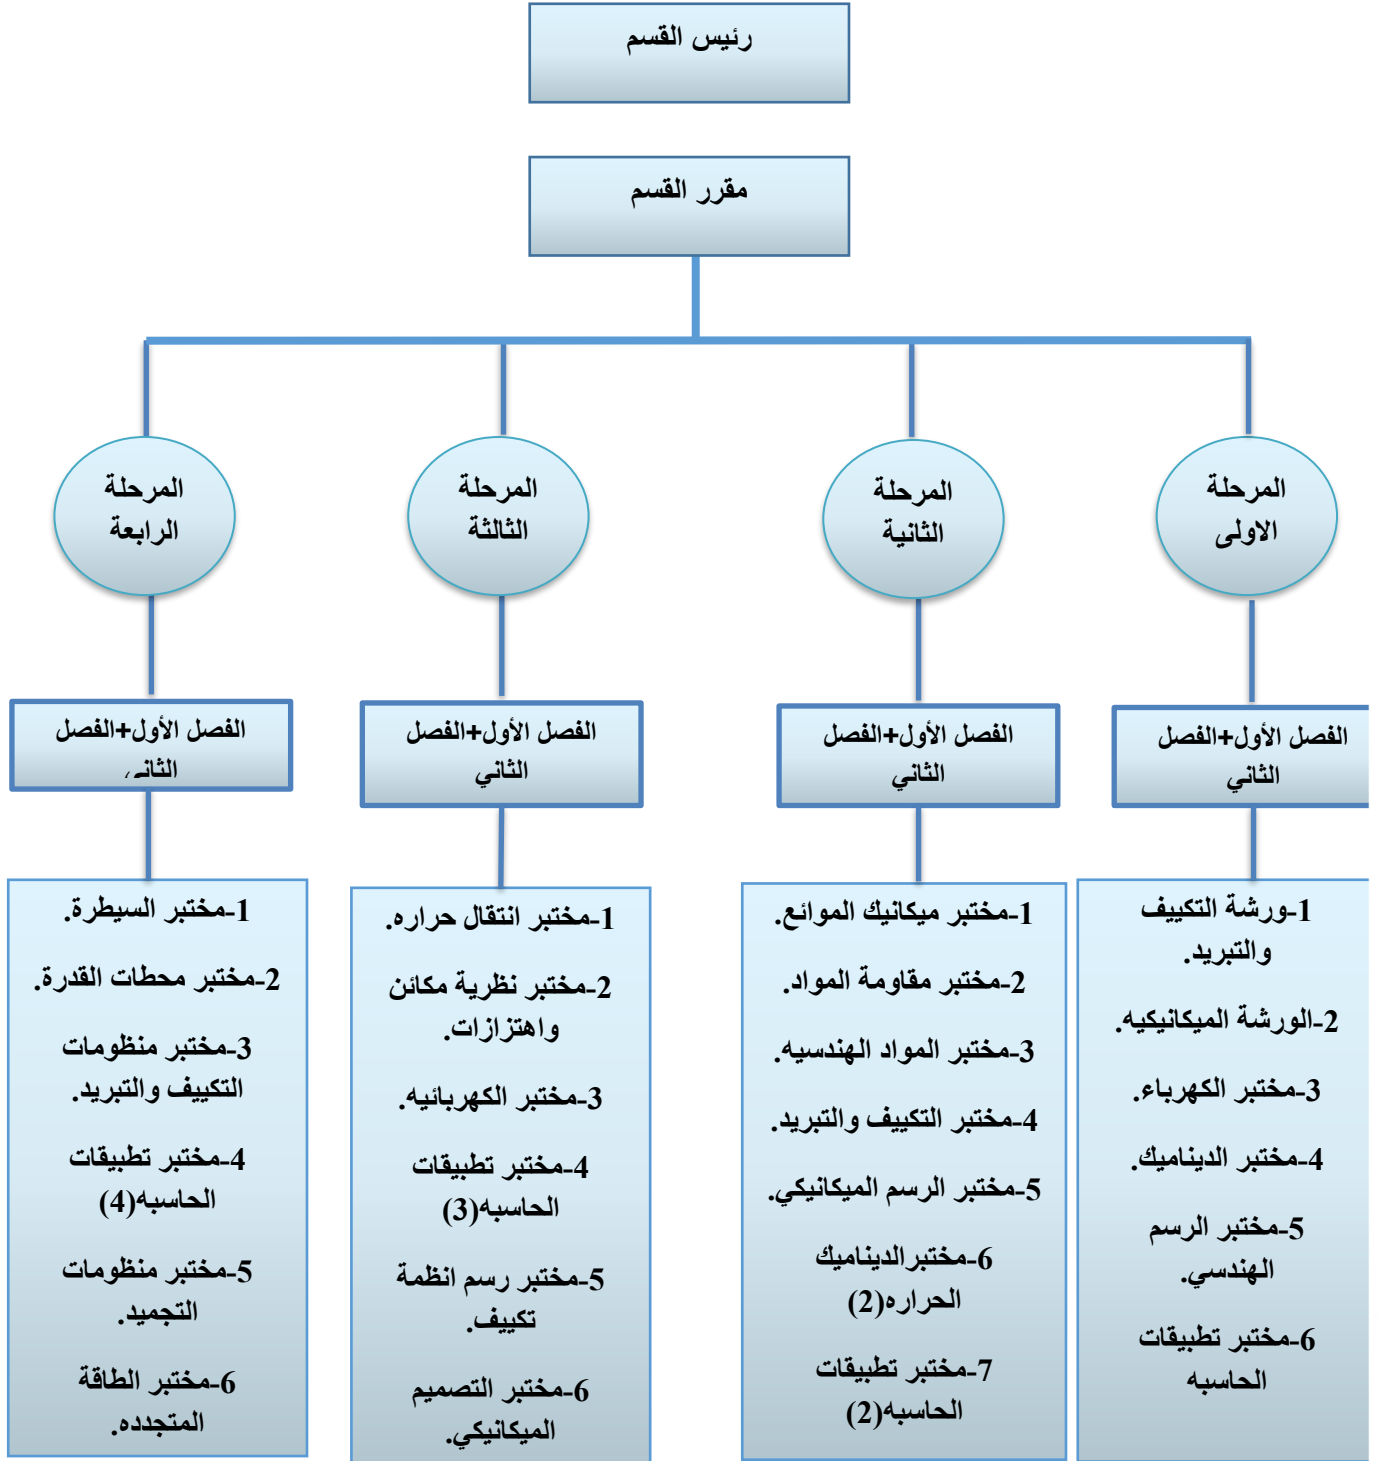 رئيس القسم
مقرر القسم
المرحلة
الاولى
المرحلة
الثانية
المرحلة
الثالثة
المرحلة
الرابعة
الفصل الأول+الفصل
الثاني
الفصل الأول+الفصل
الثاني
الفصل الأول+الفصل
الثاني
الفصل الأول+الفصل
الثاني
1-ورشة التكييف
والتبريد.
2-الورشة الميكانيكيه.
3-مختبر الكهرباء.
4-مختبر الديناميك.
5-مختبر الرسم
الهندسي.
6-مختبر تطبيقات
الحاسبه
1-مختبر ميكانيك الموائع.
2-مختبر مقاومة المواد.
3-مختبر المواد الهندسيه.
4-مختبر التكييف والتبريد.
5-مختبر الرسم الميكانيكي.
6-مختبرالديناميك
الحراره(2)
7-مختبر تطبيقات
الحاسبه(2)
1-مختبر انتقال حراره.
2-مختبر نظرية مكائن
واهتزازات.
3-مختبر الكهربائيه.
4-مختبر تطبيقات
الحاسبه(3)
5-مختبر رسم انظمة
تكييف.
6-مختبر التصميم
الميكانيكي.
1-مختبر السيطرة.
2-مختبر محطات القدرة.
3-مختبر منظومات
التكييف والتبريد.
4-مختبر تطبيقات
الحاسبه(4)
5-مختبر منظومات
التجميد.
6-مختبر الطاقة
المتجدده.